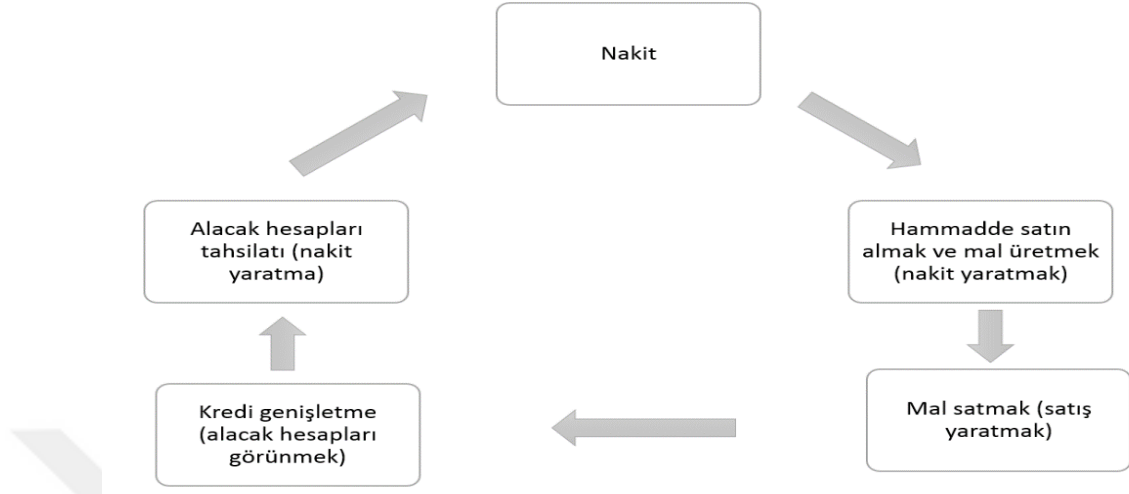 Nakit
Hammadde satın
almak ve mal üretmek
(nakit yaratmak)
Mal satmak (satış
yaratmak)
Kredi genişletme
(alacak hesapları
görünmek)
Alacak hesapları
tahsilatı (nakit
yaratma)